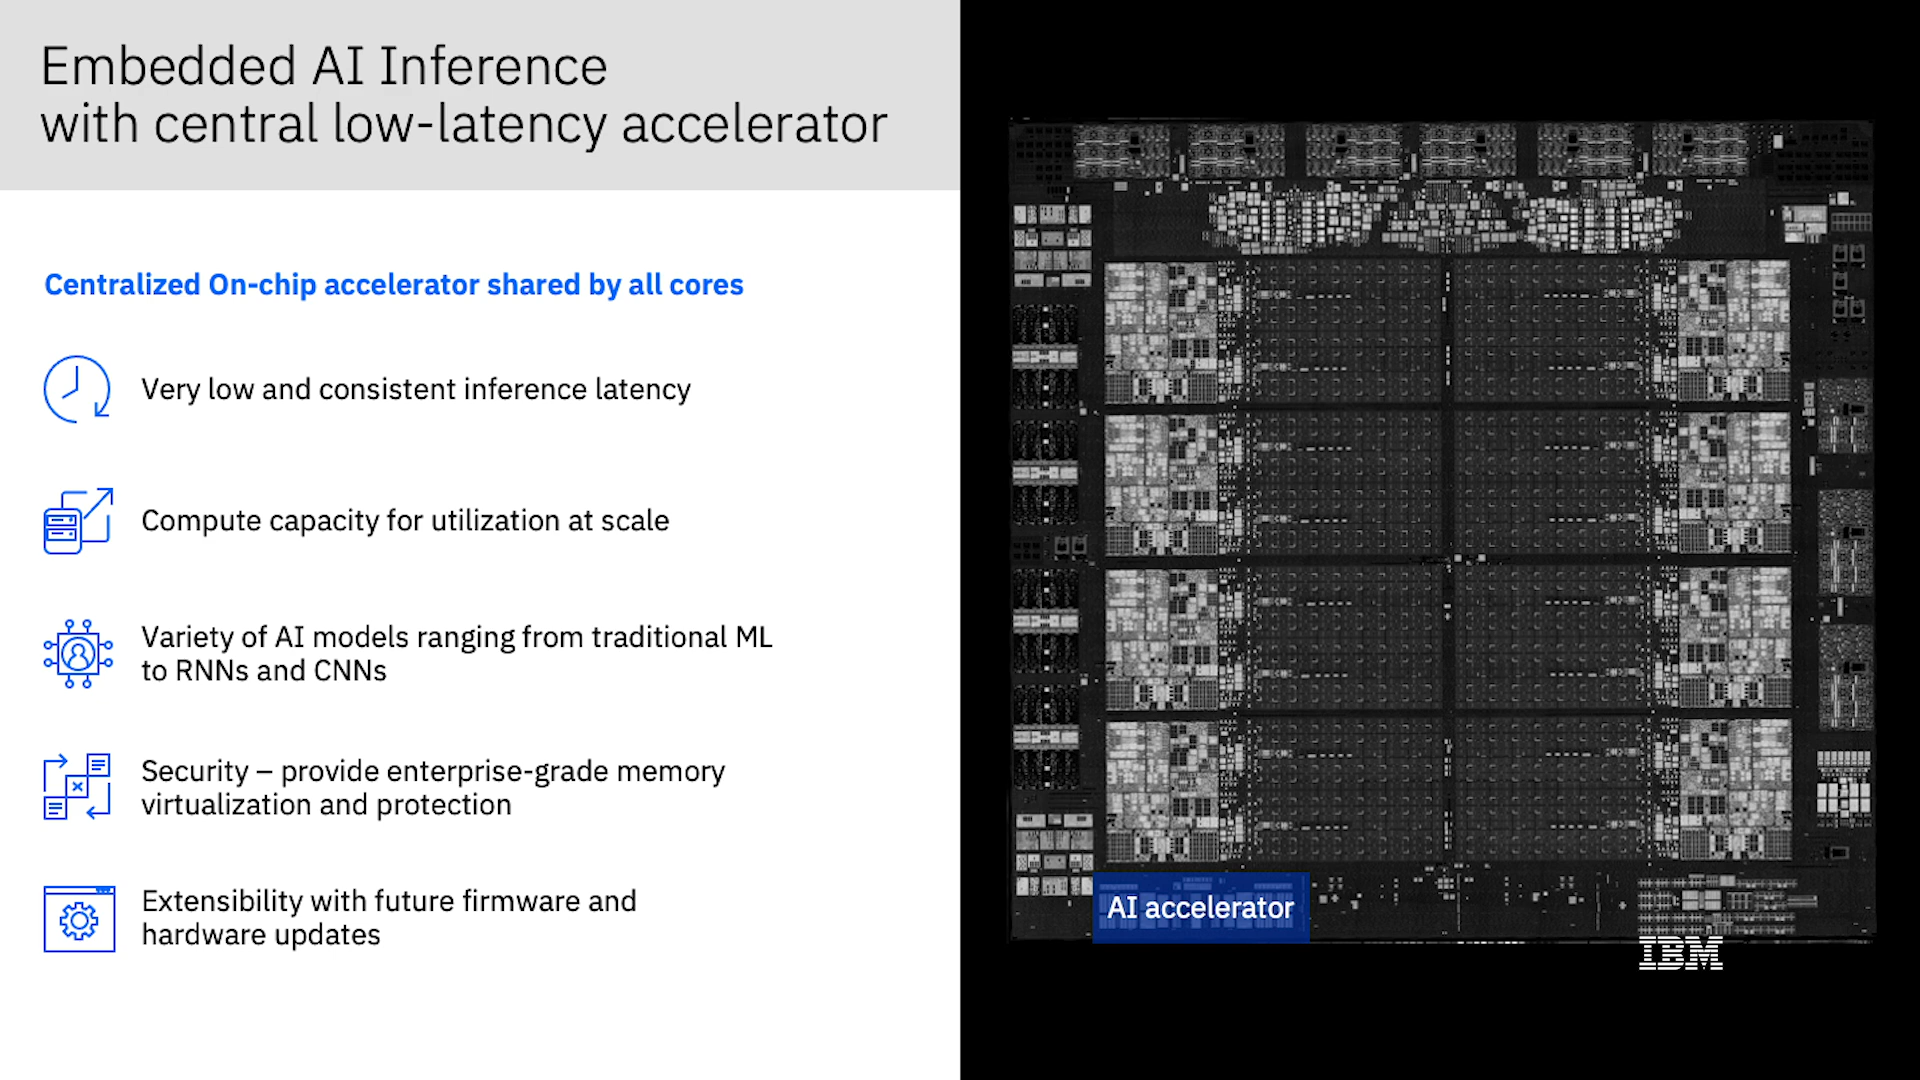 Embedded AI Inference
with central low-latency accelerator
Centralized On-chip accelerator shared by all cores
Very low and consistent inference latency
Compute capacity for utilization at scale
Variety of AI models ranging from traditional ML
to RNNs and CNNs
Security – provide enterprise-grade memory
virtualization and protection
Extensibility with future firmware and
hardware updates
AI accelerator
IBM